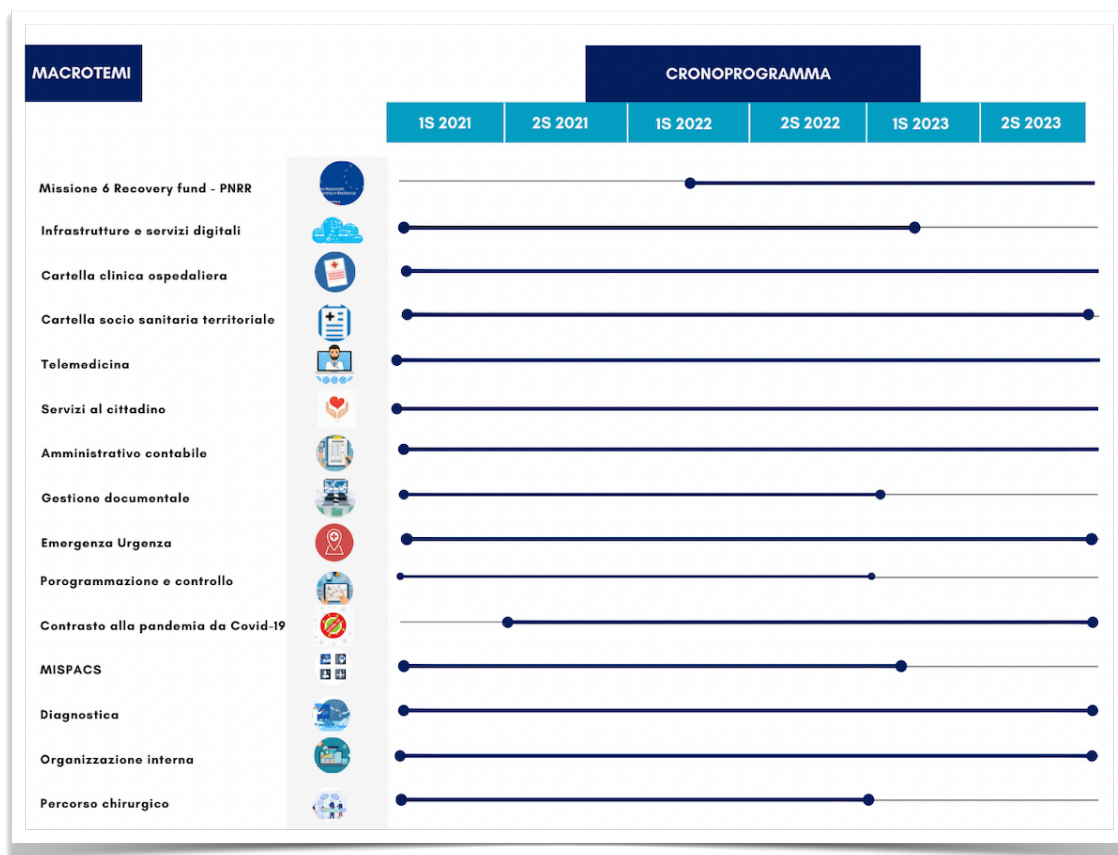 MACROTEMI
CRONOPROGRAMMA
1S 2021
2S 2021
1S 2022
2S 2022
1S 2023
2S 2023
Missione 6 Recovery fund - PNRR
Infrastrutture e servizi digitali
Cartella clinica ospedaliera
Cartella socio sanitaria territoriale
Telemedicina
Servizi al cittadino
Amministrativo contabile
Gestione documentale
Emergenza Urgenza
Porogrammazione e controllo
Contrasto alla pandemia da Covid-19
MISPACS
Diagnostica
Organizzazione interna
Percorso chirurgico